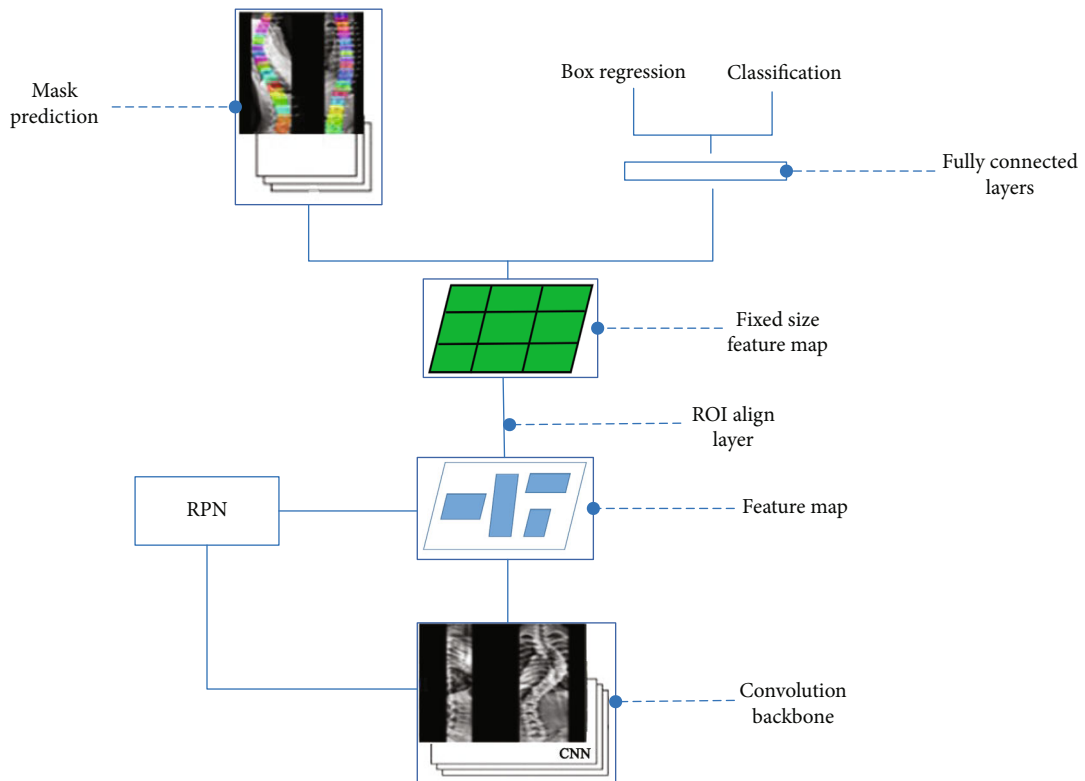 Box regression
Classification
Mask
prediction
Fully connected
layers
Fixed size
feature map
ROI align
layer
RPN
Feature map
Convolution
backbone
CNN